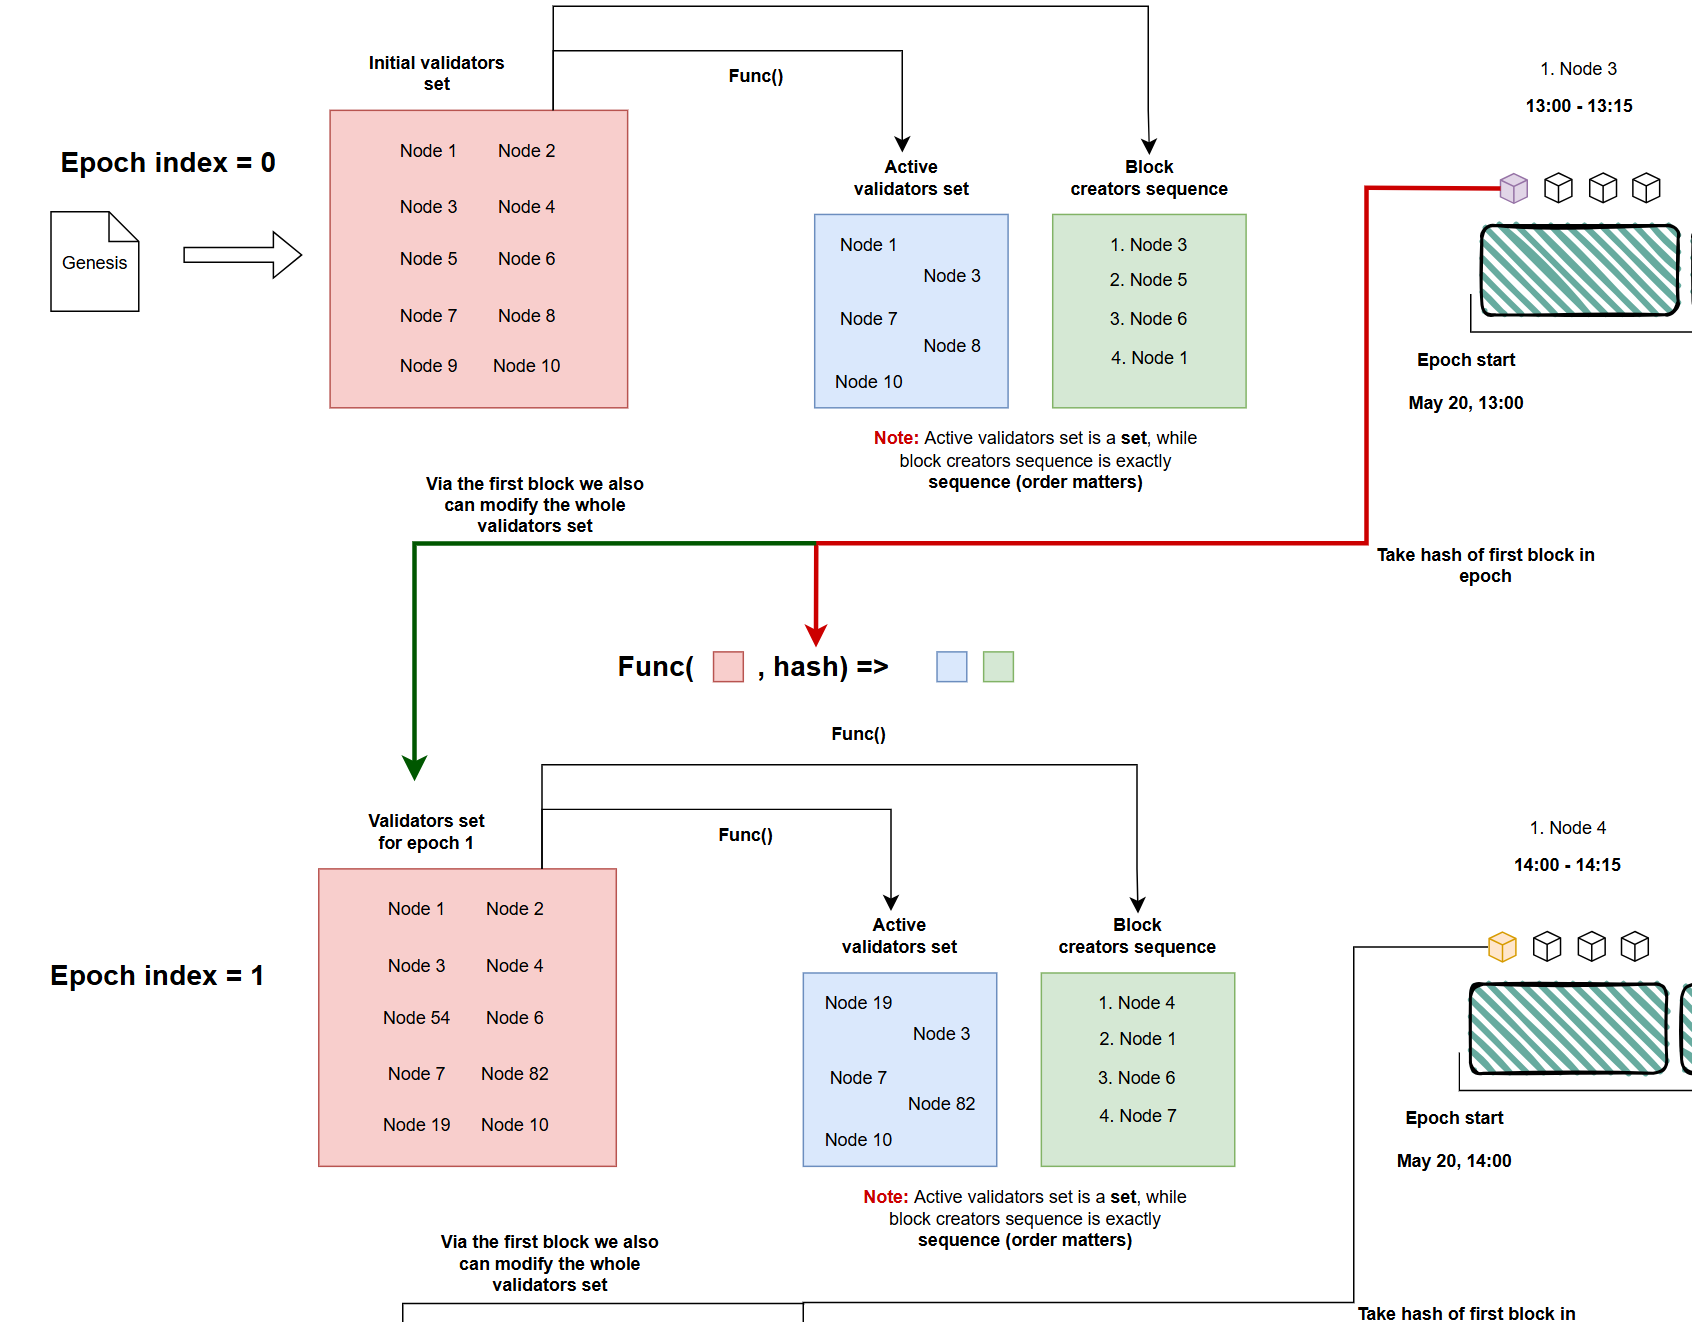 Initial validators
set
Func()
1. Node 3
13:00 - 13:15
Epoch index = 0
Genesis
Node 1 Node 2
Node 3 Node 4
Node 5 Node 6
Node 7 Node 8
Node 9 Node 10
Active
validators set
Node 1
Node 3
Node 7
Node 8
Node 10
Block
creators sequence
1. Node 3
2. Node 5
3. Node 6
4. Node 1
Note: Active validators set is a set, while
block creators sequence is exactly
sequence (order matters)
Epoch start
May 20, 13:00
Via the first block we also
can modify the whole
validators set
Take hash of first block in
epoch
Func( , hash) =>
Func()
Validators set
for epoch 1
Func()
1. Node 4
14:00 - 14:15
Epoch index = 1
Node 1 Node 2
Node 3 Node 4
Node 54 Node 6
Node 7 Node 82
Node 19 Node 10
Active
validators set
Node 19
Node 3
Node 7
Node 82
Node 10
Block
creators sequence
1. Node 4
2. Node 1
3. Node 6
4. Node 7
Note: Active validators set is a set, while
block creators sequence is exactly
sequence (order matters)
Epoch start
May 20, 14:00
Via the first block we also
can modify the whole
validators set
Take hash of first block in